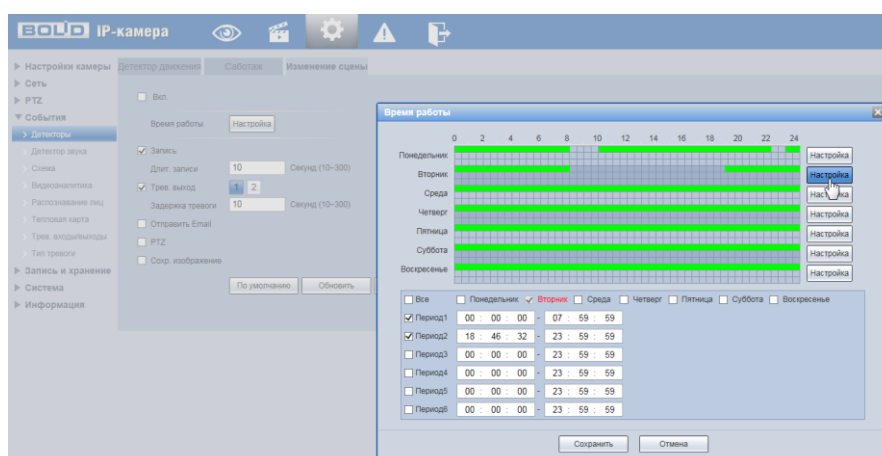 BOLID IP-камера
Настройки камеры
Сеть
PTZ
События
Детекторы
Детектор звука
Схема
Видеоаналитика
Распознавание лиц
Тепловая карта
Трев. входы/выходы
Тип тревоги
Запись и хранение
Система
Информация
Детектор движения Саботаж Изменение сцены
Вкл.
Время работы Настройка
Запись
Длит. записи 10 Секунд (10~300)
Трев. выход 1 2
Задержка тревоги 10 Секунд (10~300)
Отправить Email
PTZ
Сохр. изображение
По умолчанию Обновить
Время работы
0 2 4 6 8 10 12 14 16 18 20 22 24
Понедельник Настройка
Вторник Настройка
Среда Настройка
Четверг Настройка
Пятница Настройка
Суббота Настройка
Воскресенье Настройка
Все Понедельник Вторник Среда Четверг Пятница Суббота Воскресенье
Период1 00 : 00 : 00 - 07 : 59 : 59
Период2 18 : 46 : 32 - 23 : 59 : 59
Период3 00 : 00 : 00 - 23 : 59 : 59
Период4 00 : 00 : 00 - 23 : 59 : 59
Период5 00 : 00 : 00 - 23 : 59 : 59
Период6 00 : 00 : 00 - 23 : 59 : 59
Сохранить Отмена